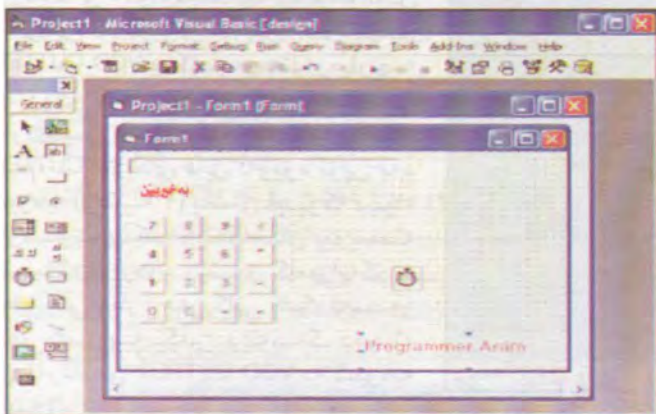 Project1 - Microsoft Visual Basic [design]
File Edit View Project Format Debug Run Query Diagram Tools Add-Ins Window Help
General
Project1 - Form1 (Form)
Form1
بەخێربێن
7 8 9
4 5 6 *
1 2 3 -
0
Programmer Aram